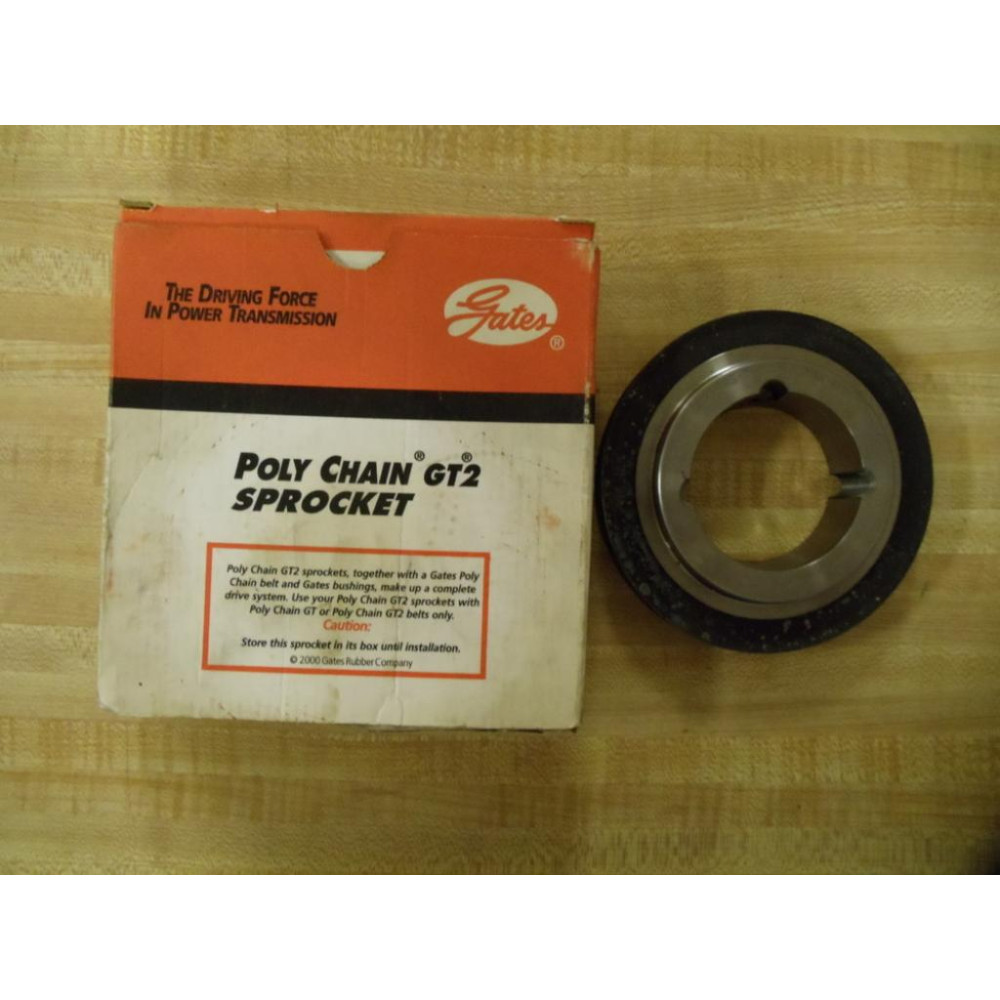 THE DRIVING FORCE
IN POWER TRANSMISSION
Gates®
POLY CHAIN® GT®2
SPROCKET
Poly Chain GT2 sprockets, together with a Gates Poly
Chain belt and Gates bushings, make up a complete
drive system. Use your Poly Chain GT2 sprockets with
Poly Chain GT or Poly Chain GT2 belts only.
Caution:
Store this sprocket in its box until installation.
© 2000 Gates Rubber Company